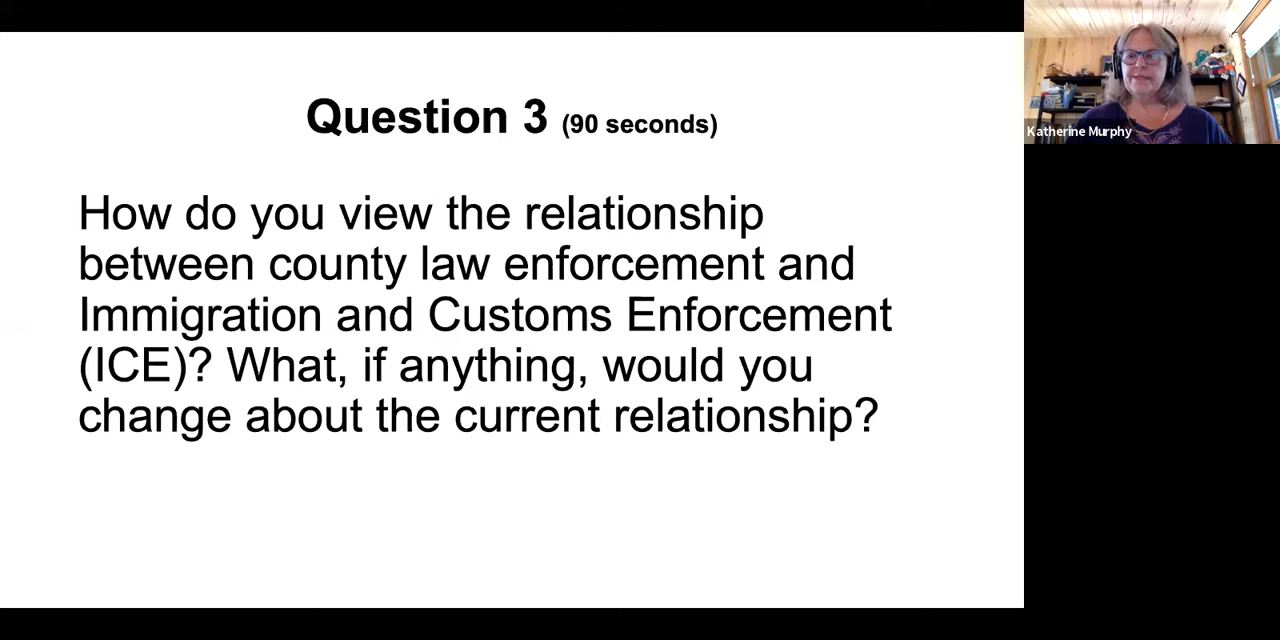 Question 3 (90 seconds)
How do you view the relationship
between county law enforcement and
Immigration and Customs Enforcement
(ICE)? What, if anything, would you
change about the current relationship?
Katherine Murphy